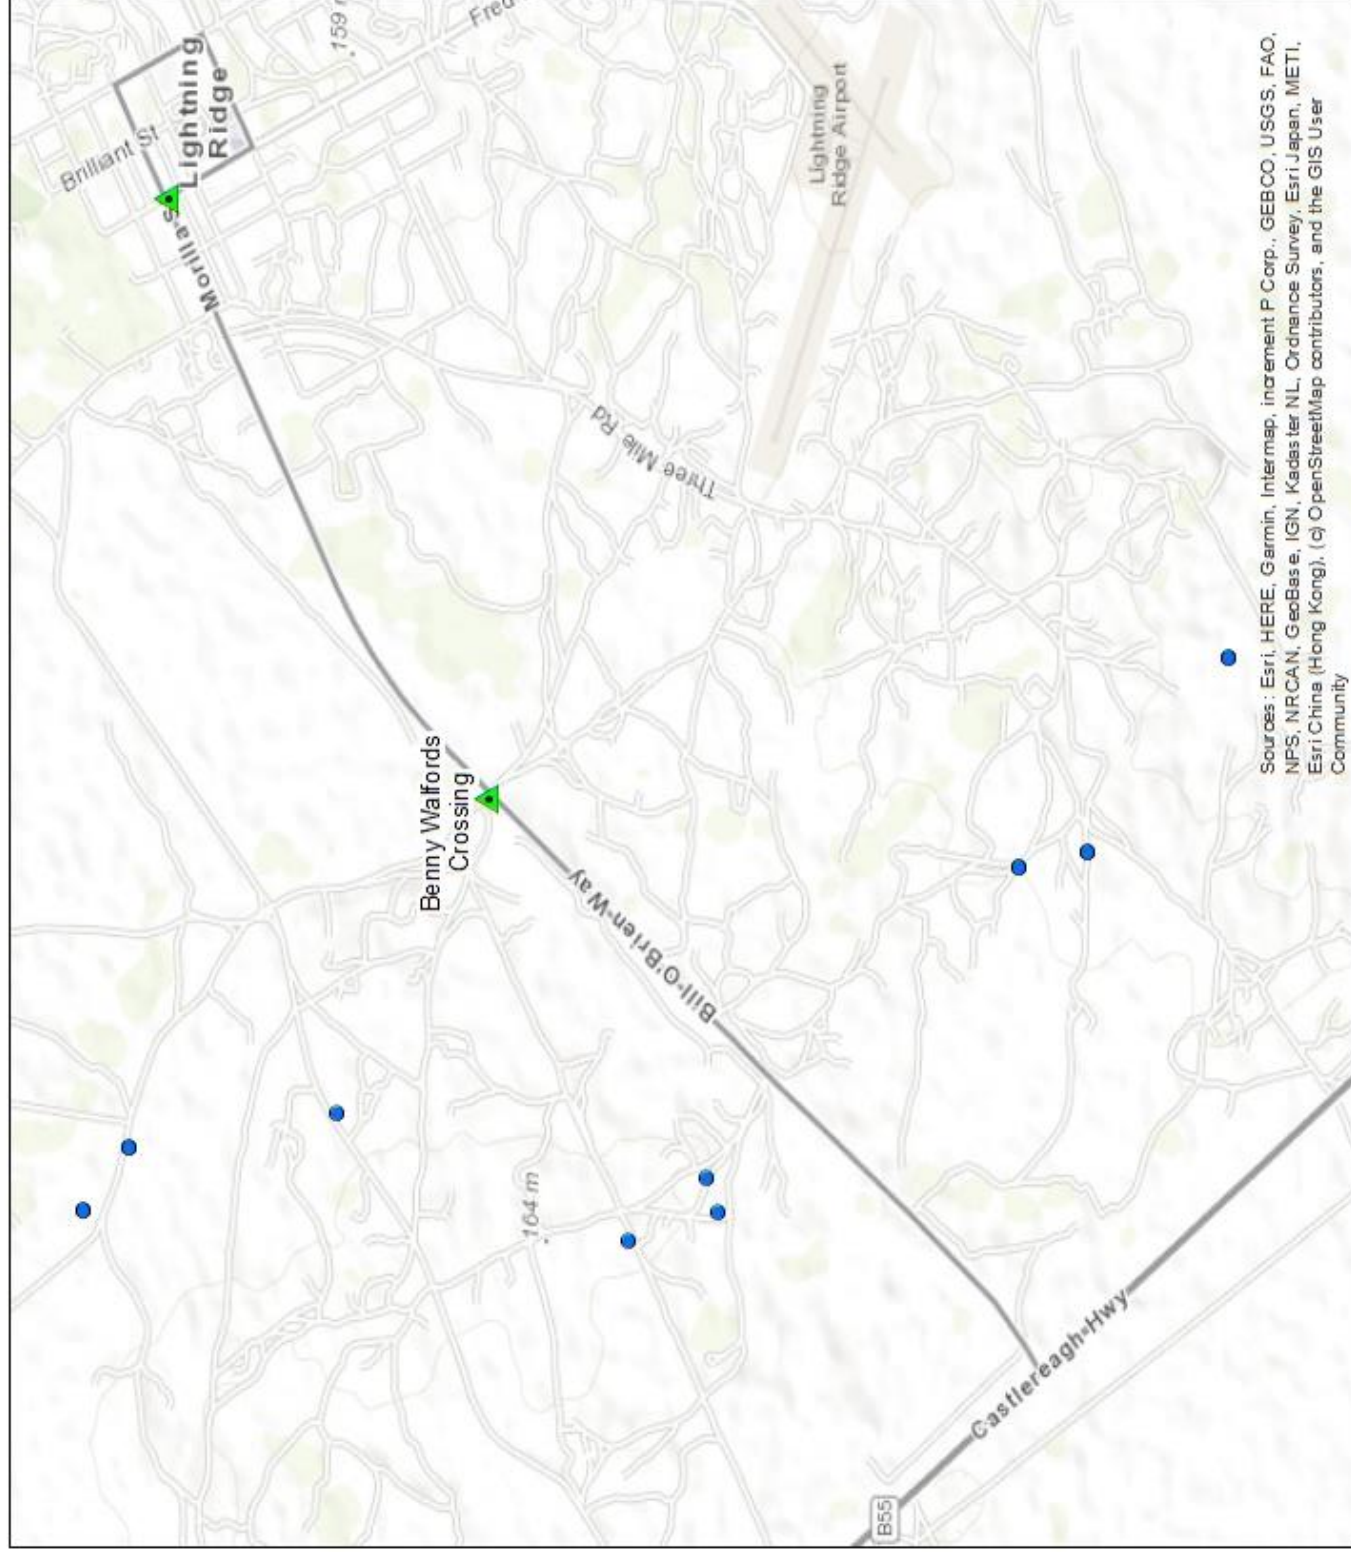 Brilliant St
Lightning
Ridge
Morilla-S
.159
Lightning
Ridge Airport
Three Mile Rd
Benny Walfords
Crossing
Bill-O'Brien-Way
.164 m
Castlereagh-Hwy
B55
Sources: Esri, HERE, Garmin, Intermap, increment P Corp., GEBCO, USGS, FAO,
NPS, NRCAN, GeoBase, IGN, Kadaster NL, Ordnance Survey, Esri Japan, METI,
Esri China (Hong Kong), (c) OpenStreetMap contributors, and the GIS User
Community